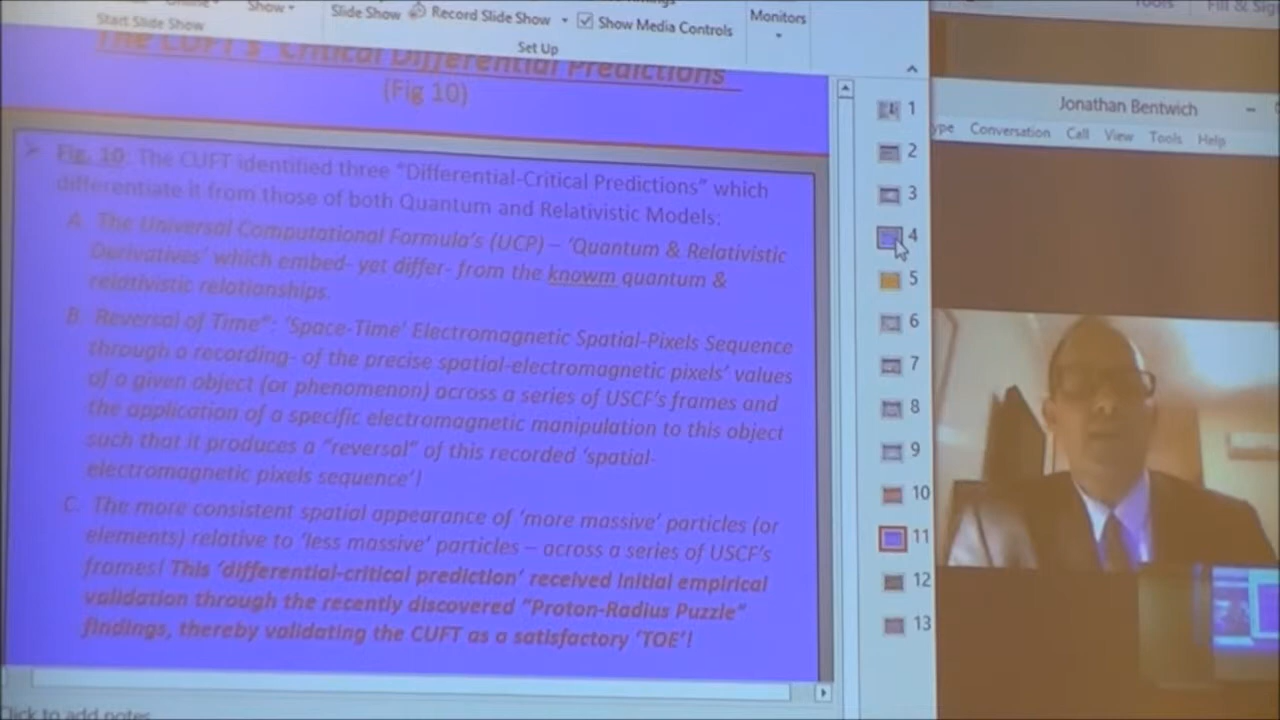 Show
Start Slide Show
Slide Show
Record Slide Show
Show Media Controls
Set Up
Monitors
Tools
Fill & Sig
The CUFT's 'Critical Differential Predictions
(Fig 10)
Fig. 10: The CUFT identified three "Differential-Critical Predictions" which
differentiate it from those of both Quantum and Relativistic Models:
A. The Universal Computational Formula's (UCP) – 'Quantum & Relativistic
Derivatives' which embed- yet differ- from the knowm quantum &
relativistic relationships.
B. Reversal of Time": 'Space-Time' Electromagnetic Spatial-Pixels Sequence
through a recording- of the precise spatial-electromagnetic pixels' values
of a given object (or phenomenon) across a series of USCF's frames and
the application of a specific electromagnetic manipulation to this object
such that it produces a "reversal" of this recorded 'spatial-
electromagnetic pixels sequence'!
C. The more consistent spatial appearance of 'more massive' particles (or
elements) relative to 'less massive' particles – across a series of USCF's
frames! This 'differential-critical prediction' received initial empirical
validation through the recently discovered "Proton-Radius Puzzle"
findings, thereby validating the CUFT as a satisfactory 'TOE'!
Click to add notes
1
2
3
4
5
6
7
8
9
10
11
12
13
Jonathan Bentwich
ype Conversation Call View Tools Help